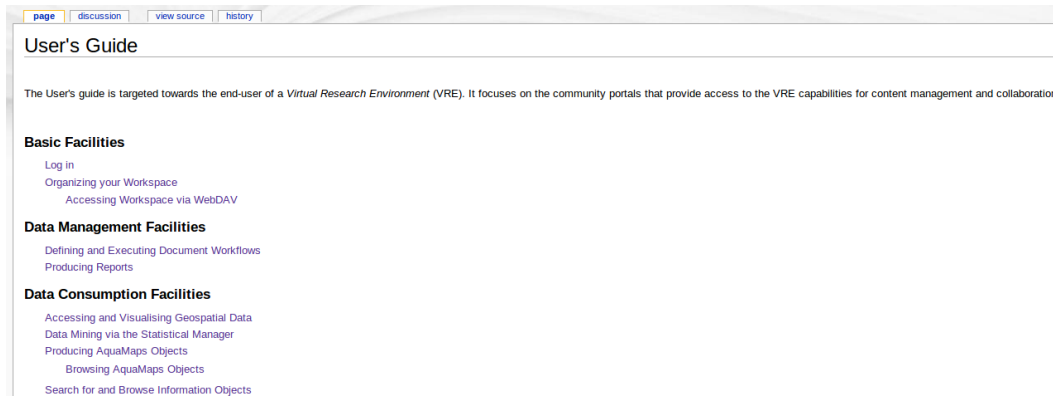 page discussion view source history
User's Guide
The User's guide is targeted towards the end-user of a Virtual Research Environment (VRE). It focuses on the community portals that provide access to the VRE capabilities for content management and collaboration
Basic Facilities
Log in
Organizing your Workspace
Accessing Workspace via WebDAV
Data Management Facilities
Defining and Executing Document Workflows
Producing Reports
Data Consumption Facilities
Accessing and Visualising Geospatial Data
Data Mining via the Statistical Manager
Producing AquaMaps Objects
Browsing AquaMaps Objects
Search for and Browse Information Objects